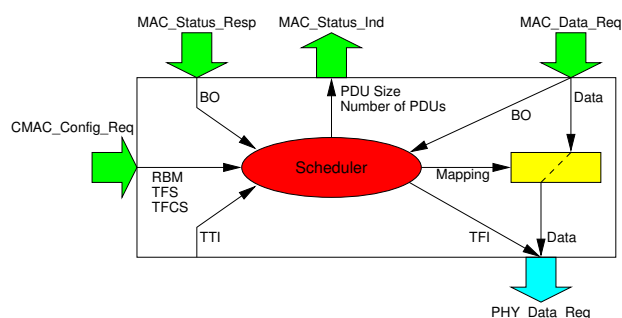 MAC_Status_Resp
MAC_Status_Ind
MAC_Data_Req
BO
PDU Size
Number of PDUs
BO
Data
CMAC_Config_Req
Scheduler
RBM
TFS
TFCS
Mapping
TTI
TFI
Data
PHY_Data_Req